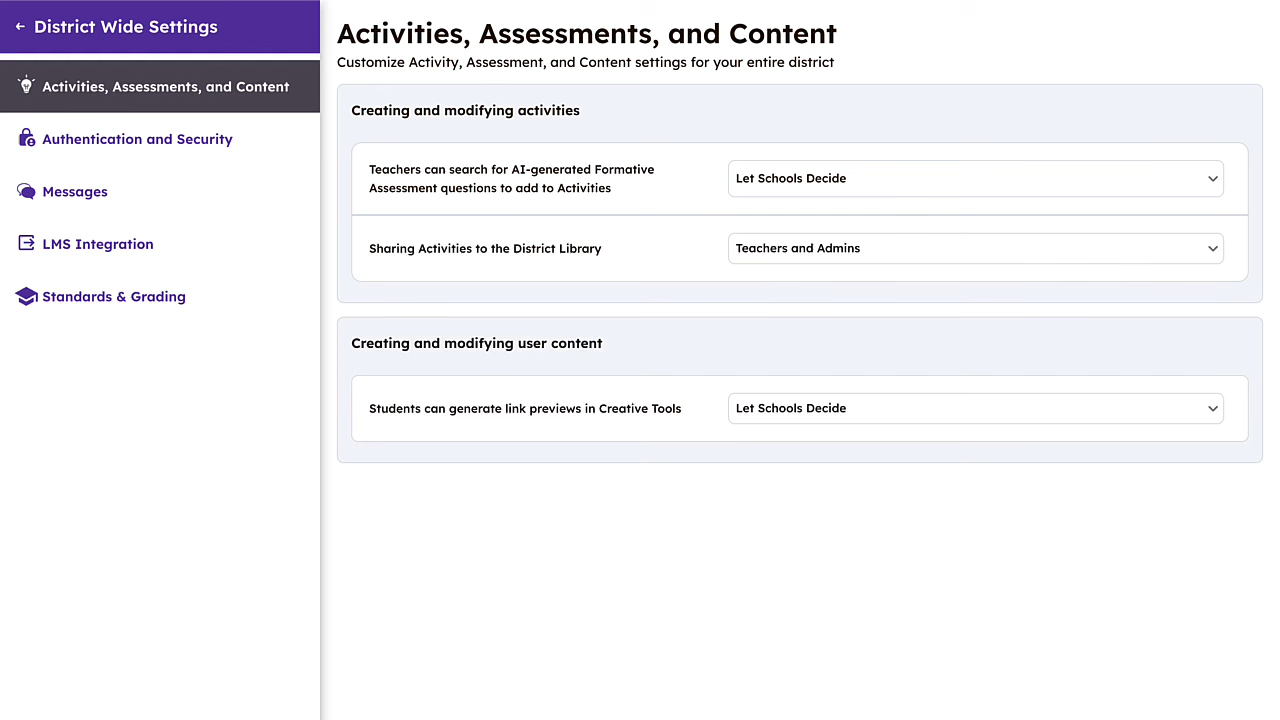 District Wide Settings
Activities, Assessments, and Content
Authentication and Security
Messages
LMS Integration
Standards & Grading
Activities, Assessments, and Content
Customize Activity, Assessment, and Content settings for your entire district
Creating and modifying activities
Teachers can search for AI-generated Formative
Assessment questions to add to Activities
Let Schools Decide
Sharing Activities to the District Library
Teachers and Admins
Creating and modifying user content
Students can generate link previews in Creative Tools
Let Schools Decide